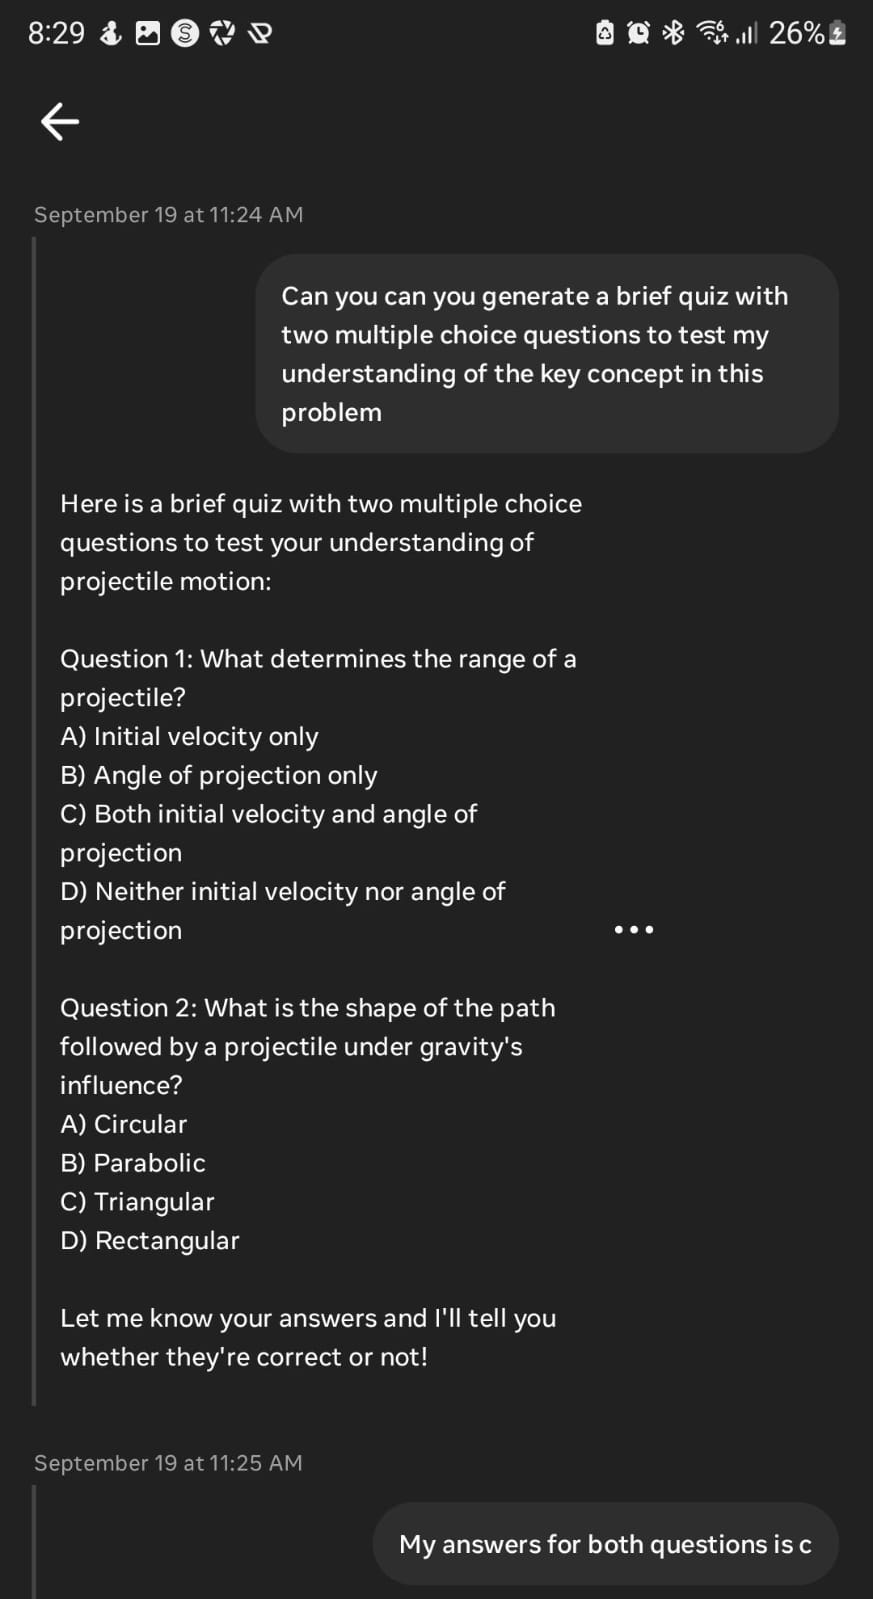 8:29
26%
September 19 at 11:24 AM
Can you can you generate a brief quiz with
two multiple choice questions to test my
understanding of the key concept in this
problem
Here is a brief quiz with two multiple choice
questions to test your understanding of
projectile motion:
Question 1: What determines the range of a
projectile?
A) Initial velocity only
B) Angle of projection only
C) Both initial velocity and angle of
projection
D) Neither initial velocity nor angle of
projection
Question 2: What is the shape of the path
followed by a projectile under gravity's
influence?
A) Circular
B) Parabolic
C) Triangular
D) Rectangular
Let me know your answers and I'll tell you
whether they're correct or not!
September 19 at 11:25 AM
My answers for both questions is c